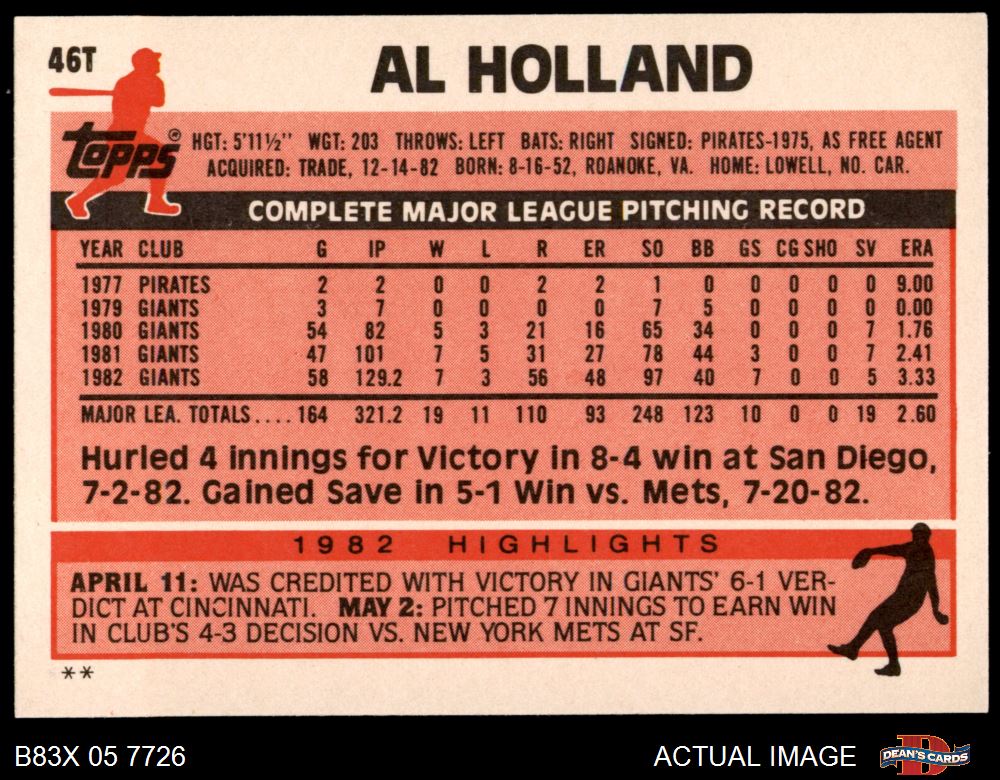 46T
AL HOLLAND
topps®
HGT: 5'11½" WGT: 203 THROWS: LEFT BATS: RIGHT SIGNED: PIRATES-1975, AS FREE AGENT
ACQUIRED: TRADE, 12-14-82 BORN: 8-16-52, ROANOKE, VA. HOME: LOWELL, NO. CAR.
COMPLETE MAJOR LEAGUE PITCHING RECORD
YEAR CLUB G IP W L R ER SO BB GS CG SHO SV ERA
1977 PIRATES 2 2 0 0 2 2 1 0 0 0 0 0 9.00
1979 GIANTS 3 7 0 0 0 0 7 5 0 0 0 0 0.00
1980 GIANTS 54 82 5 3 21 16 65 34 0 0 0 7 1.76
1981 GIANTS 47 101 7 5 31 27 78 44 3 0 0 7 2.41
1982 GIANTS 58 129.2 7 3 56 48 97 40 7 0 0 5 3.33
MAJOR LEA. TOTALS.... 164 321.2 19 11 110 93 248 123 10 0 0 19 2.60
Hurled 4 innings for Victory in 8-4 win at San Diego,
7-2-82. Gained Save in 5-1 Win vs. Mets, 7-20-82.
1982 HIGHLIGHTS
APRIL 11: WAS CREDITED WITH VICTORY IN GIANTS' 6-1 VER-
DICT AT CINCINNATI. MAY 2: PITCHED 7 INNINGS TO EARN WIN
IN CLUB'S 4-3 DECISION VS. NEW YORK METS AT SF.
**
B83X 05 7726 ACTUAL IMAGE DEAN'S CARDS